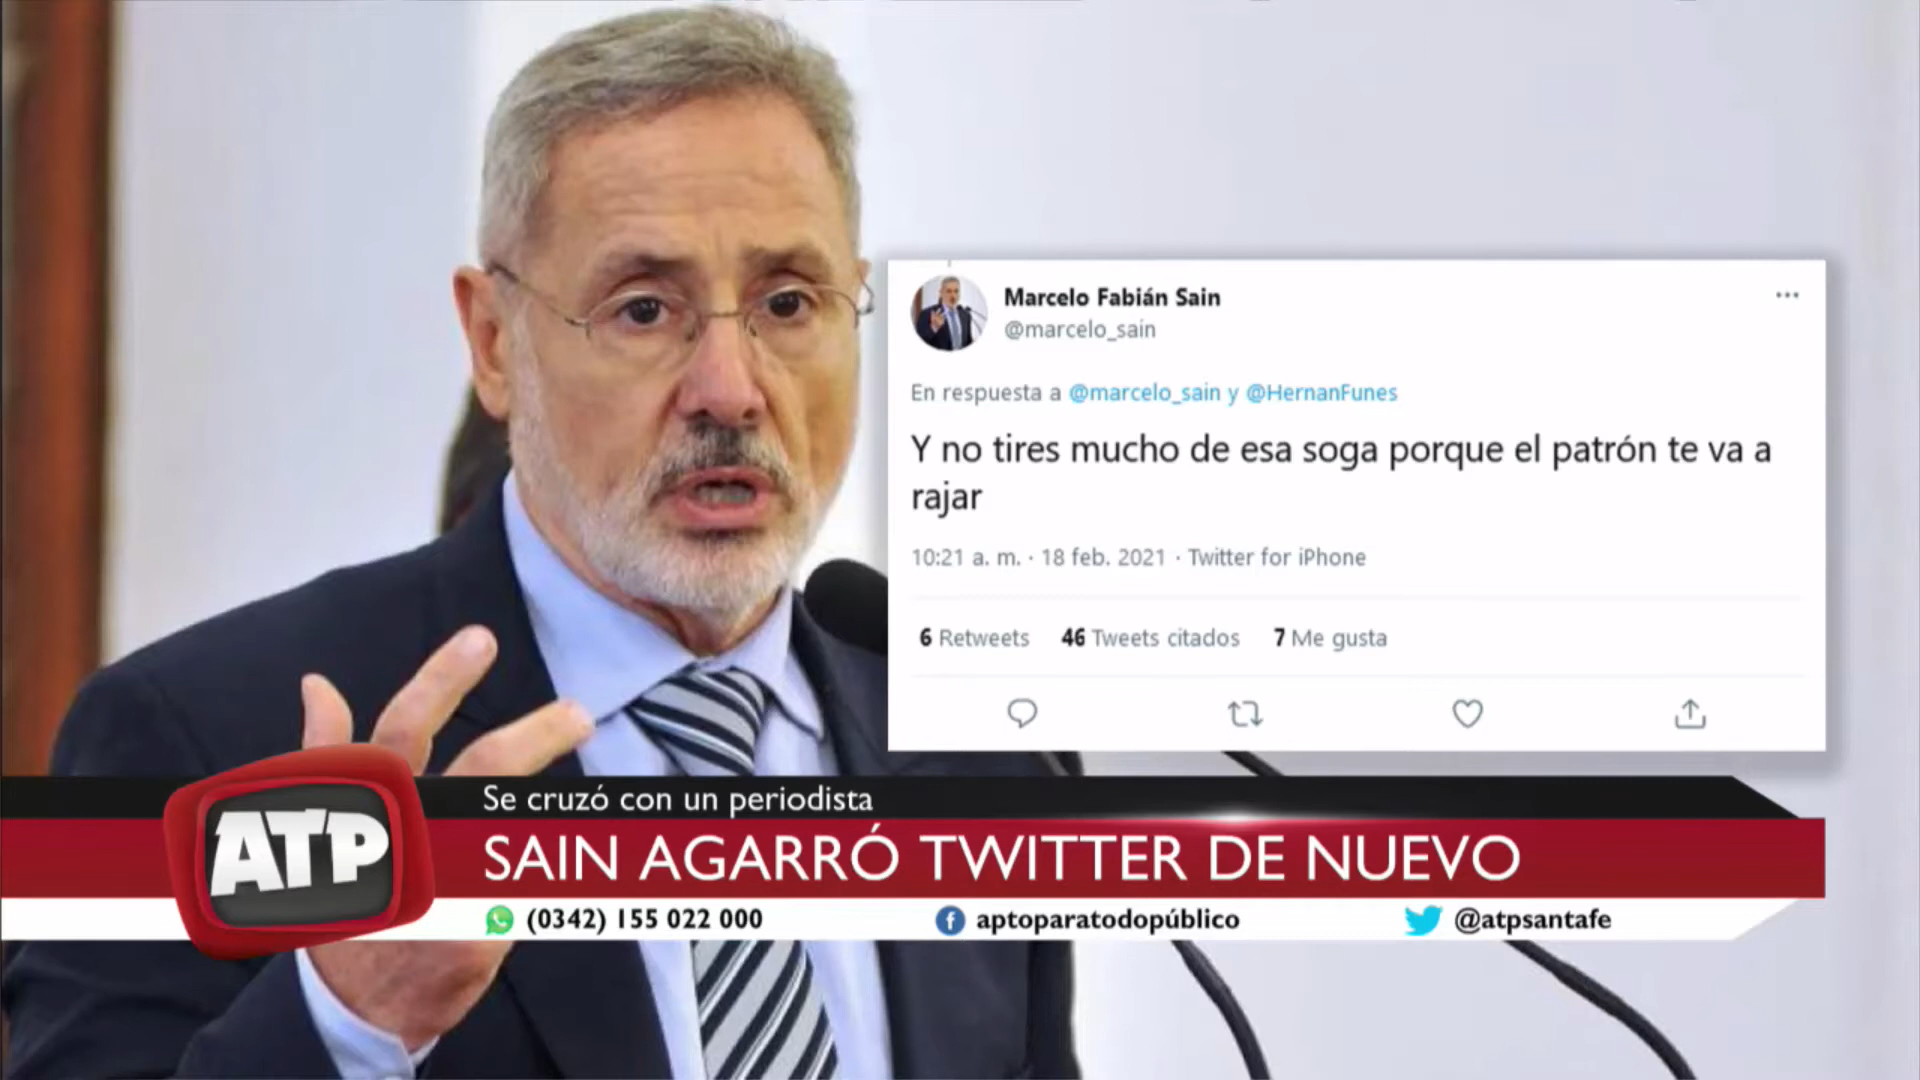 Marcelo Fabián Sain
@marcelo_sain
En respuesta a @marcelo_sain y @HernanFunes
Y no tires mucho de esa soga porque el patrón te va a
rajar
10:21 a. m. · 18 feb. 2021 · Twitter for iPhone
6 Retweets 46 Tweets citados 7 Me gusta
Se cruzó con un periodista
ATP
SAIN AGARRÓ TWITTER DE NUEVO
(0342) 155 022 000 aptoparatodopúblico @atpsantafe